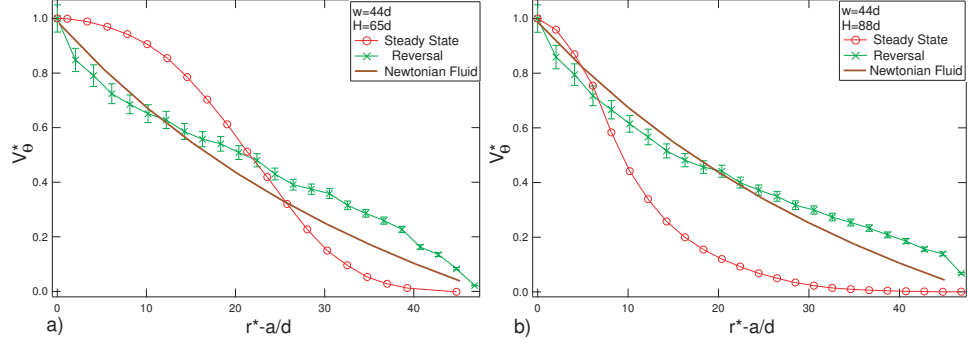 w=44d
H=65d
Steady State
Reversal
Newtonian Fluid
1.0
0.8
0.6
0.4
0.2
0.0
V*θ
0
10
20
30
40
r*-a/d
a)
w=44d
H=88d
Steady State
Reversal
Newtonian Fluid
1.0
0.8
0.6
0.4
0.2
0.0
V*θ
0
10
20
30
40
r*-a/d
b)